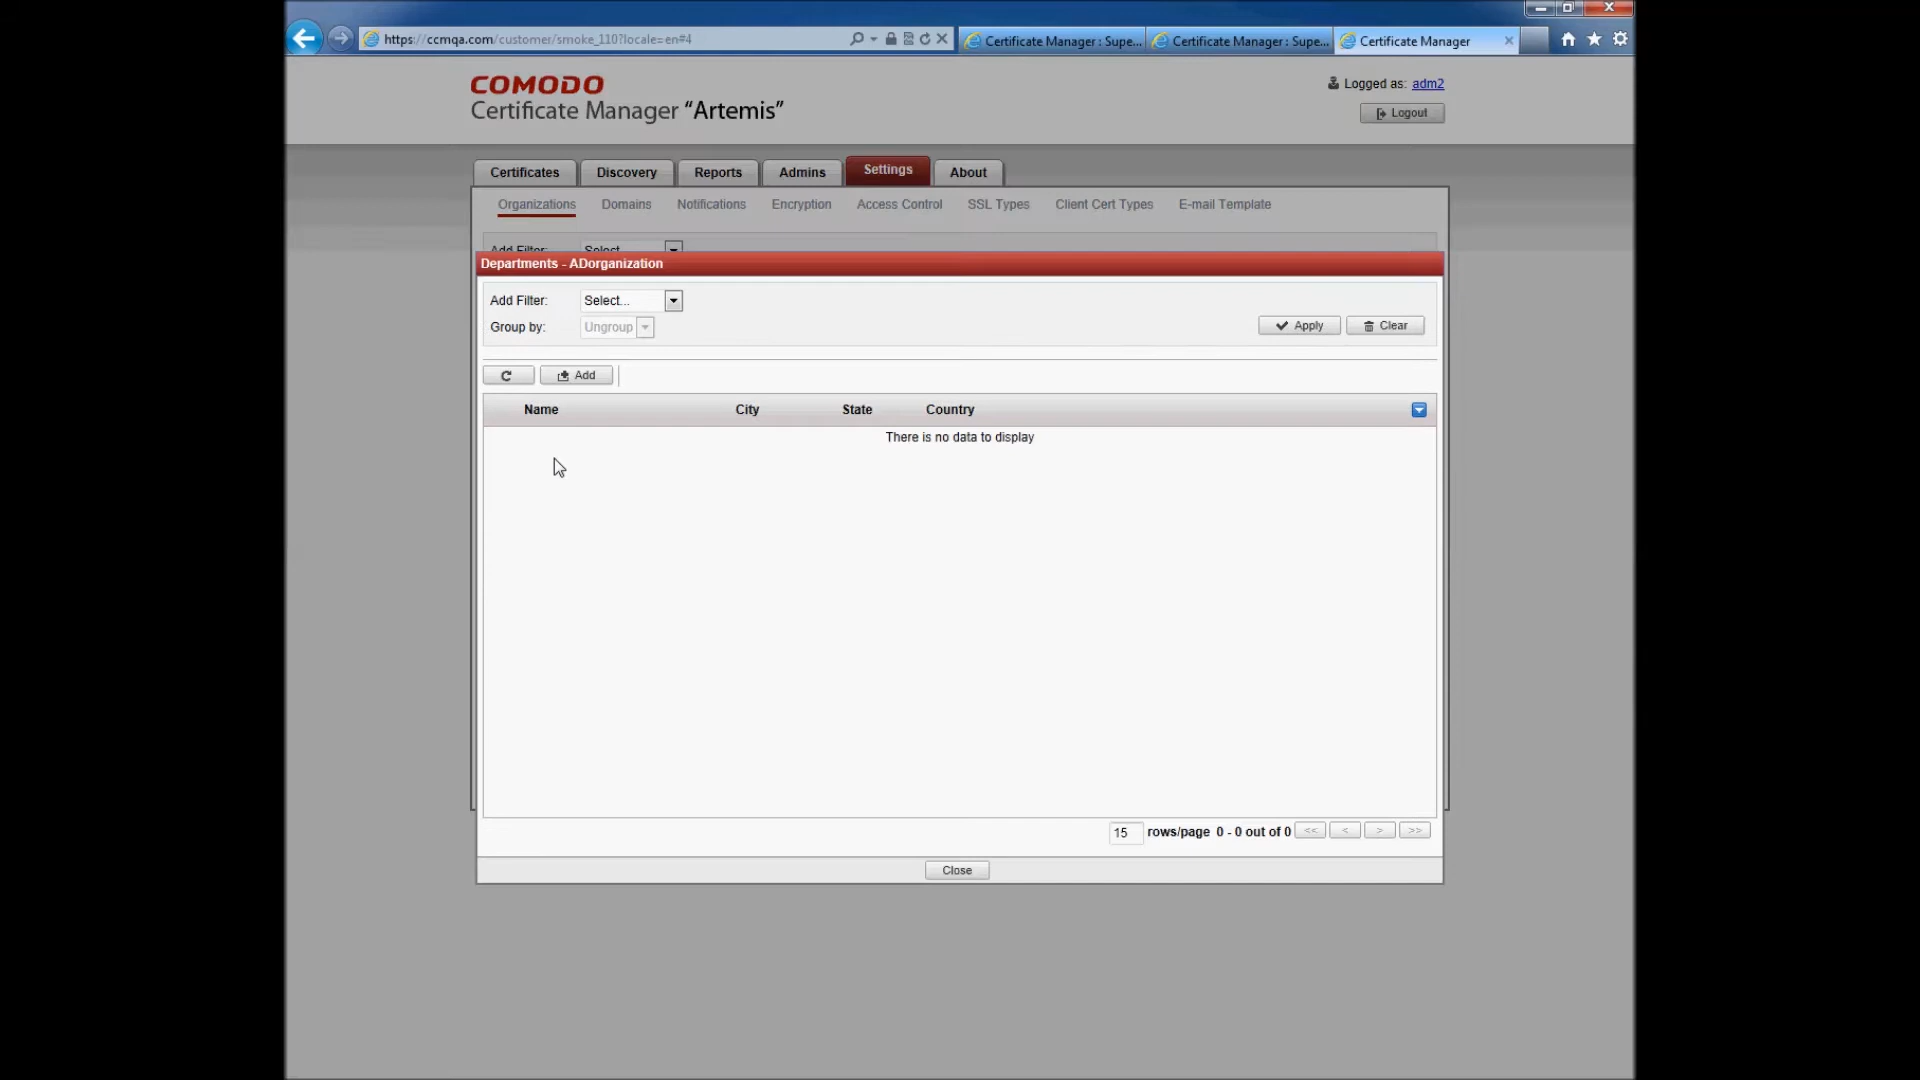 https://ccmqa.com/customer/smoke_110?locale=en#4
Certificate Manager : Supe...
Certificate Manager : Supe...
Certificate Manager
COMODO
Certificate Manager “Artemis”
Logged as: adm2
Logout
Certificates Discovery Reports Admins Settings About
Organizations Domains Notifications Encryption Access Control SSL Types Client Cert Types E-mail Template
Add Filter: Select...
Departments - ADorganization
Add Filter: Select...
Group by: Ungroup
Apply Clear
Add
Name City State Country
There is no data to display
15 rows/page 0 - 0 out of 0 << < > >>
Close